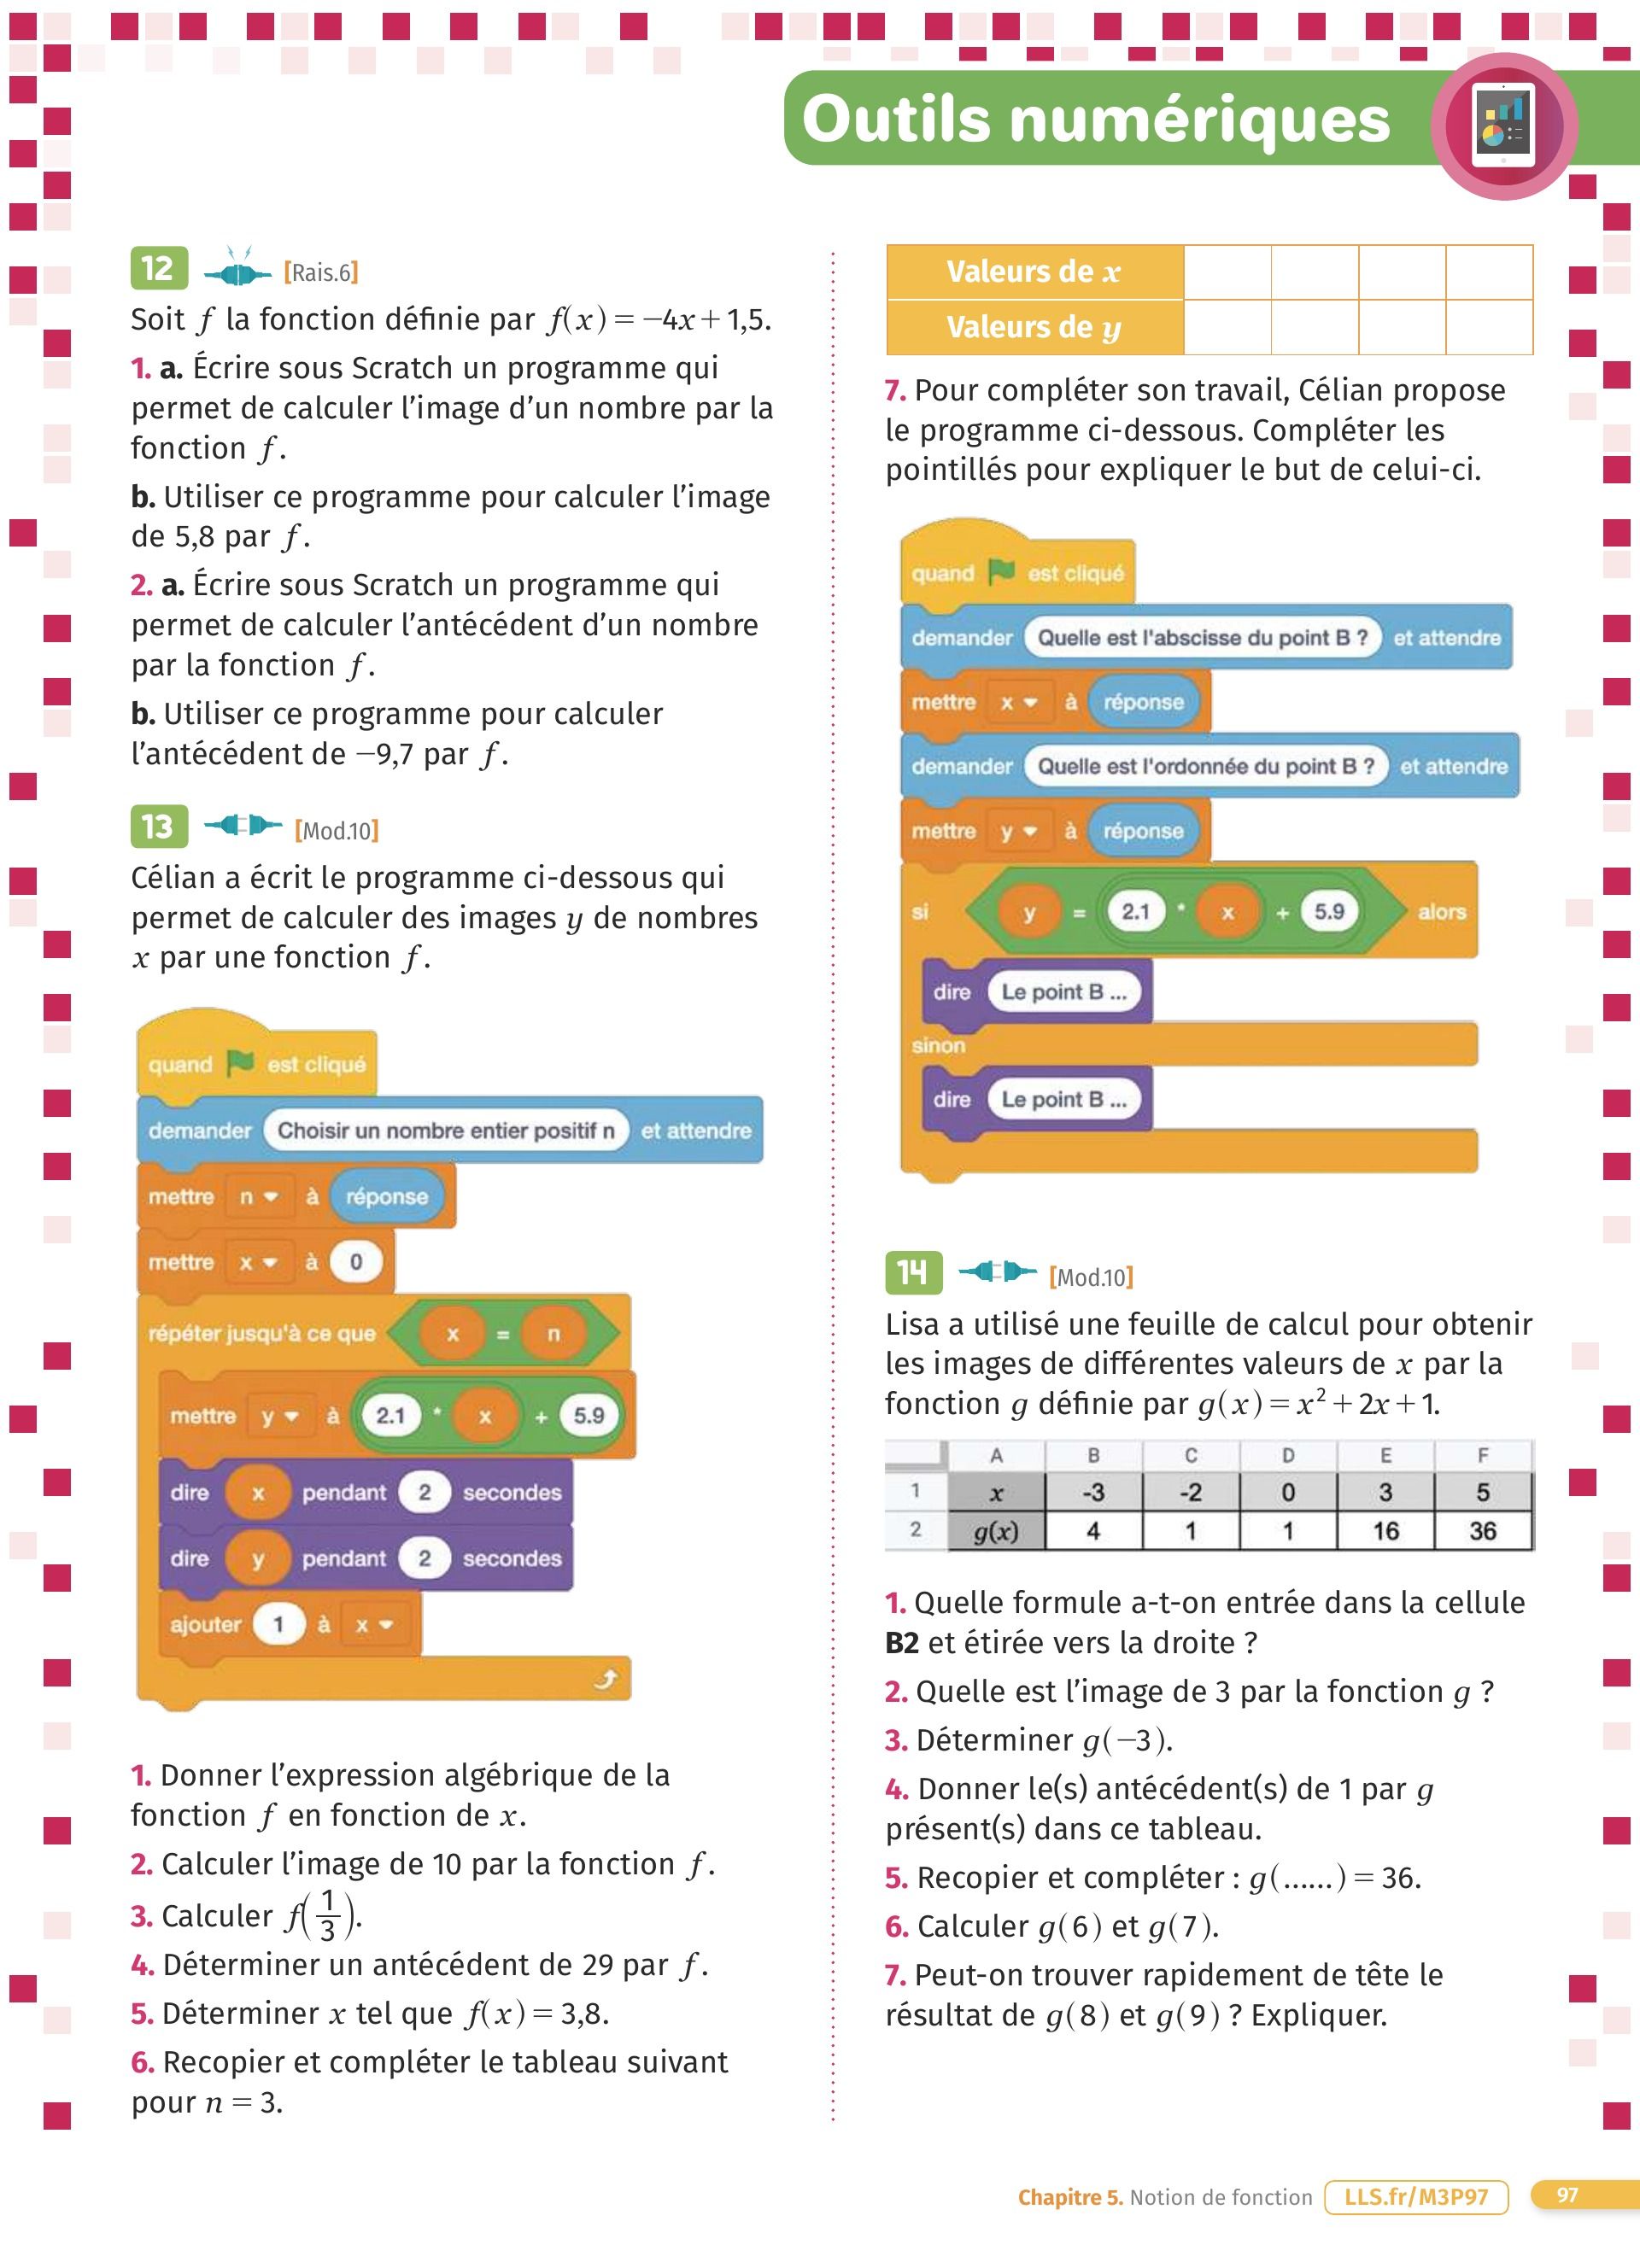 Outils numériques
12 [Rais.6]
Soit f la fonction définie par f(x) = −4x + 1,5.
1. a. Écrire sous Scratch un programme qui
permet de calculer l’image d’un nombre par la
fonction f.
b. Utiliser ce programme pour calculer l’image
de 5,8 par f.
2. a. Écrire sous Scratch un programme qui
permet de calculer l’antécédent d’un nombre
par la fonction f.
b. Utiliser ce programme pour calculer
l’antécédent de −9,7 par f.
13 [Mod.10]
Célian a écrit le programme ci-dessous qui
permet de calculer des images y de nombres
x par une fonction f.
quand est cliqué
demander Choisir un nombre entier positif n et attendre
mettre n à réponse
mettre x à 0
répéter jusqu'à ce que x = n
mettre y à 2.1 * x + 5.9
dire x pendant 2 secondes
dire y pendant 2 secondes
ajouter 1 à x
1. Donner l’expression algébrique de la
fonction f en fonction de x.
2. Calculer l’image de 10 par la fonction f.
3. Calculer f(1/3).
4. Déterminer un antécédent de 29 par f.
5. Déterminer x tel que f(x) = 3,8.
6. Recopier et compléter le tableau suivant
pour n = 3.
Valeurs de x
Valeurs de y
7. Pour compléter son travail, Célian propose
le programme ci-dessous. Compléter les
pointillés pour expliquer le but de celui-ci.
quand est cliqué
demander Quelle est l'abscisse du point B ? et attendre
mettre x à réponse
demander Quelle est l'ordonnée du point B ? et attendre
mettre y à réponse
si y = 2.1 * x + 5.9 alors
dire Le point B ...
sinon
dire Le point B ...
14 [Mod.10]
Lisa a utilisé une feuille de calcul pour obtenir
les images de différentes valeurs de x par la
fonction g définie par g(x) = x² + 2x + 1.
A B C D E F
1 x -3 -2 0 3 5
2 g(x) 4 1 1 16 36
1. Quelle formule a-t-on entrée dans la cellule
B2 et étirée vers la droite ?
2. Quelle est l’image de 3 par la fonction g ?
3. Déterminer g(−3).
4. Donner le(s) antécédent(s) de 1 par g
présent(s) dans ce tableau.
5. Recopier et compléter : g(......) = 36.
6. Calculer g(6) et g(7).
7. Peut-on trouver rapidement de tête le
résultat de g(8) et g(9) ? Expliquer.
Chapitre 5. Notion de fonction LLS.fr/M3P97 97